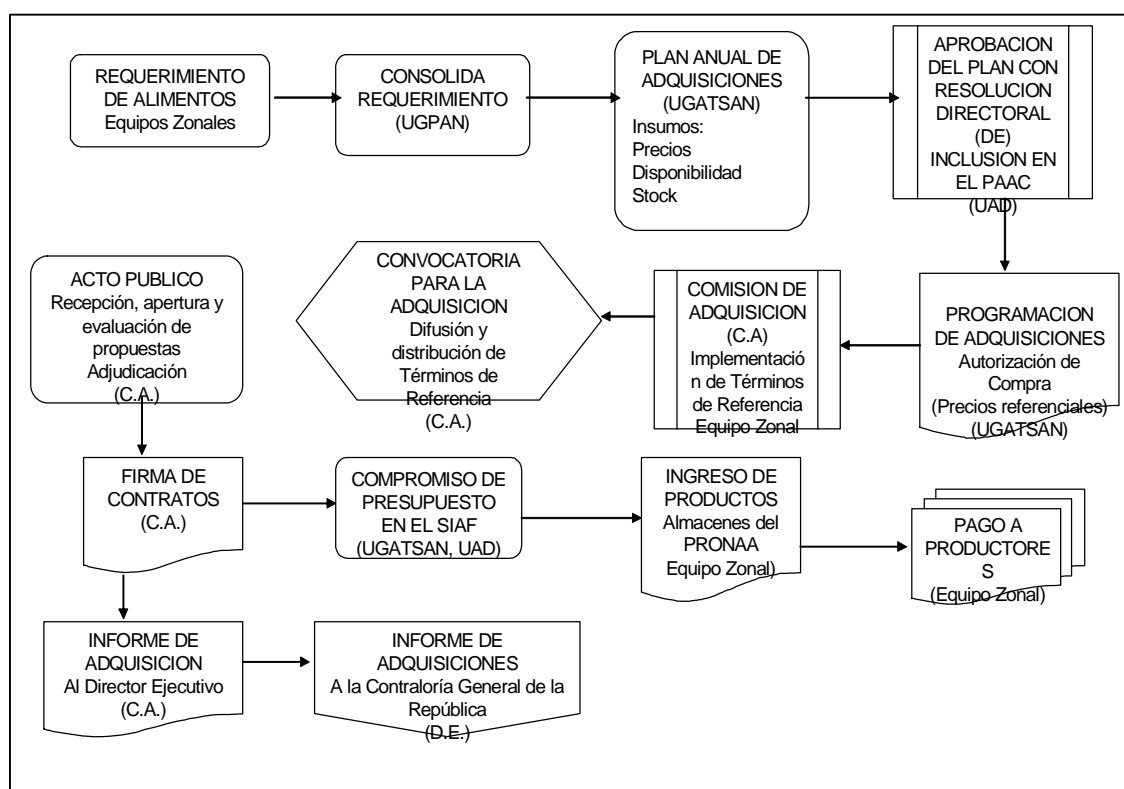 REQUERIMIENTO
DE ALIMENTOS
Equipos Zonales
CONSOLIDA
REQUERIMIENTO
(UGPAN)
PLAN ANUAL DE
ADQUISICIONES
(UGATSAN)
Insumos:
Precios
Disponibilidad
Stock
APROBACION
DEL PLAN CON
RESOLUCION
DIRECTORAL
(DE)
INCLUSION EN
EL PAAC
(UAD)
PROGRAMACION
DE ADQUISICIONES
Autorización de
Compra
(Precios referenciales)
(UGATSAN)
COMISION DE
ADQUISICION
(C.A)
Implementació
n de Términos
de Referencia
Equipo Zonal
CONVOCATORIA
PARA LA
ADQUISICION
Difusión y
distribución de
Términos de
Referencia
(C.A.)
ACTO PUBLICO
Recepción, apertura y
evaluación de
propuestas
Adjudicación
(C.A.)
FIRMA DE
CONTRATOS
(C.A.)
COMPROMISO DE
PRESUPUESTO
EN EL SIAF
(UGATSAN, UAD)
INGRESO DE
PRODUCTOS
Almacenes del
PRONAA
Equipo Zonal)
PAGO A
PRODUCTORE
S
(Equipo Zonal)
INFORME DE
ADQUISICION
Al Director Ejecutivo
(C.A.)
INFORME DE
ADQUISICIONES
A la Contraloría General de la
República
(D.E.)